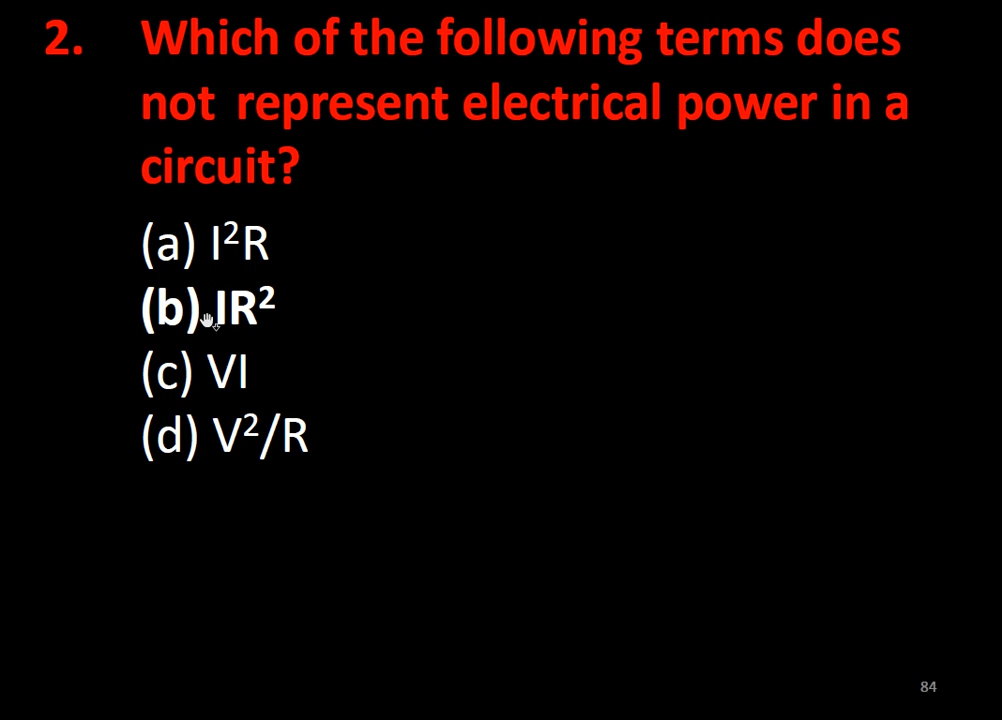 2. Which of the following terms does
not represent electrical power in a
circuit?
(a) I²R
(b) IR²
(c) VI
(d) V²/R
84